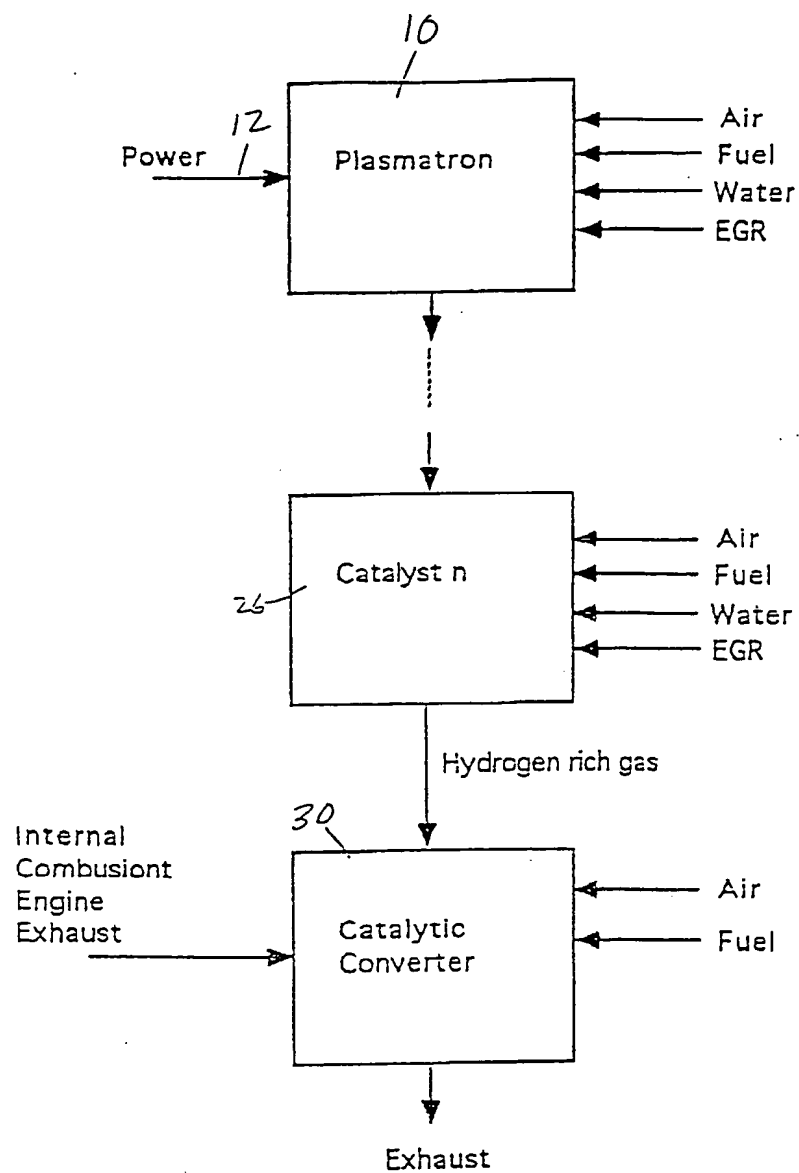 10
12
Power
Plasmatron
Air
Fuel
Water
EGR
Catalyst n
26
Air
Fuel
Water
EGR
Hydrogen rich gas
30
Internal
Combusiont
Engine
Exhaust
Catalytic
Converter
Air
Fuel
Exhaust